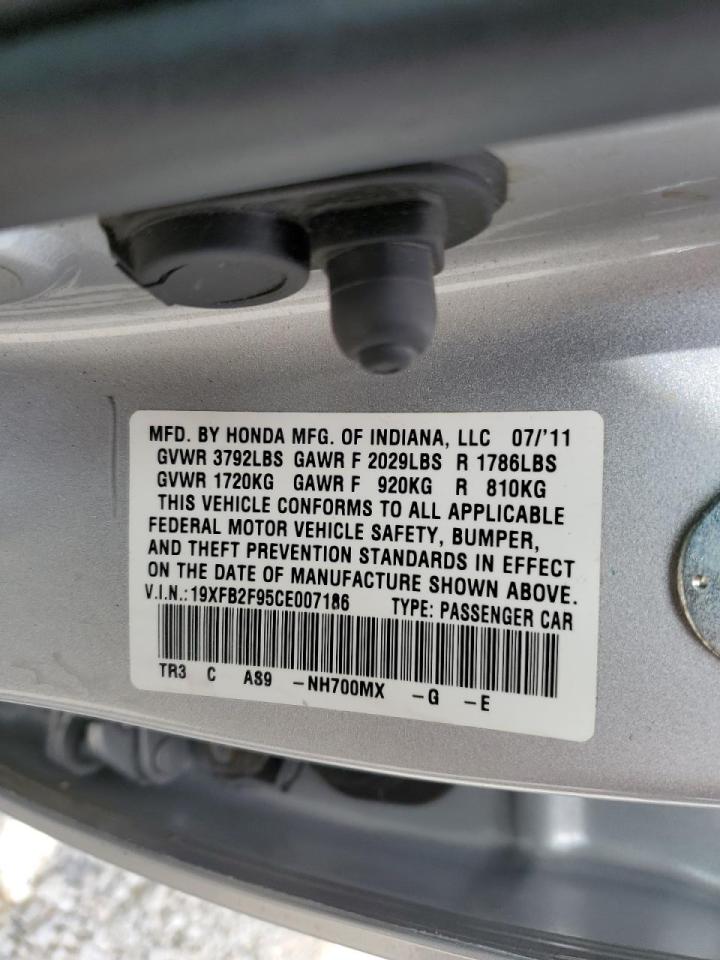 MFD. BY HONDA MFG. OF INDIANA, LLC 07/'11
GVWR 3792LBS GAWR F 2029LBS R 1786LBS
GVWR 1720KG GAWR F 920KG R 810KG
THIS VEHICLE CONFORMS TO ALL APPLICABLE
FEDERAL MOTOR VEHICLE SAFETY, BUMPER,
AND THEFT PREVENTION STANDARDS IN EFFECT
ON THE DATE OF MANUFACTURE SHOWN ABOVE.
V.I.N.: 19XFB2F95CE007186 TYPE: PASSENGER CAR
TR3 C AS9 -NH700MX -G -E